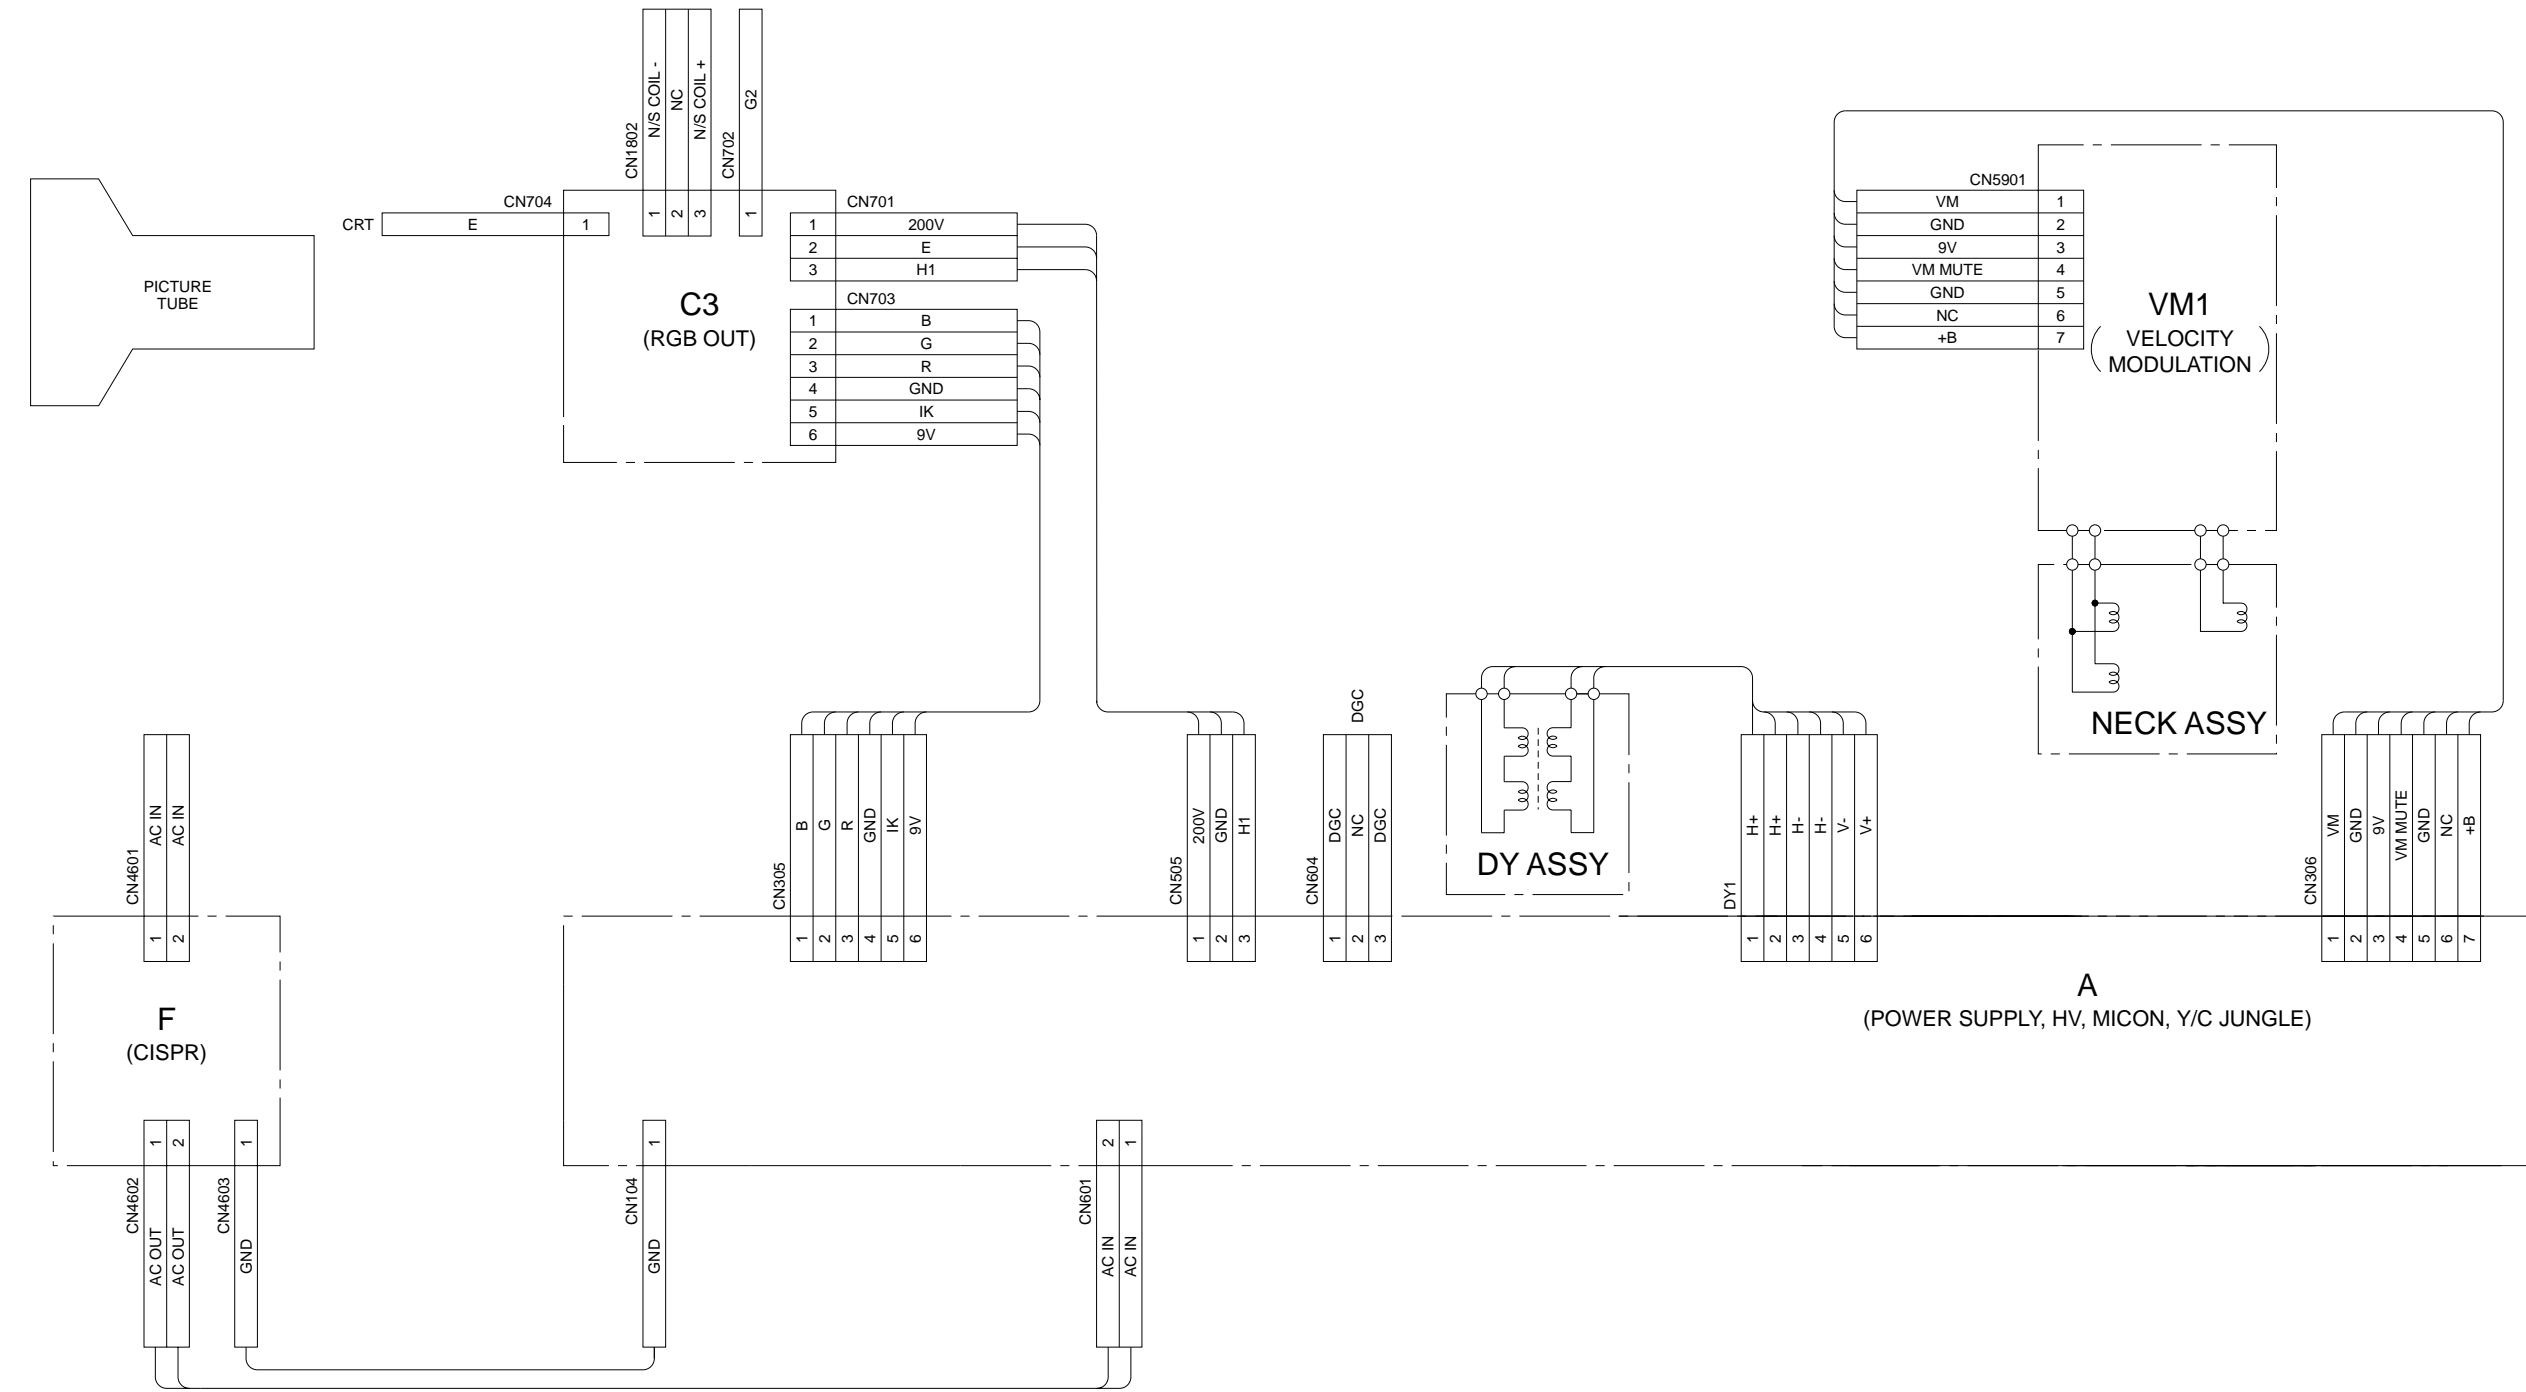 PICTURE
TUBE
CRT
CN704
E
1
CN1802
N/S COIL -
NC
N/S COIL +
1
2
3
CN702
G2
1
C3
(RGB OUT)
CN701
1 200V
2 E
3 H1
CN703
1 B
2 G
3 R
4 GND
5 IK
6 9V
CN5901
VM 1
GND 2
9V 3
VM MUTE 4
GND 5
NC 6
+B 7
VM1
( VELOCITY
MODULATION )
NECK ASSY
CN4601
AC IN
AC IN
1
2
F
(CISPR)
CN4602
1
2
AC OUT
AC OUT
CN4603
1
GND
CN305
B
G
R
GND
IK
9V
1
2
3
4
5
6
CN505
200V
GND
H1
1
2
3
DGC
CN604
DGC
NC
DGC
1
2
3
DY ASSY
DY1
H+
H+
H-
H-
V-
V+
1
2
3
4
5
6
CN306
VM
GND
9V
VM MUTE
GND
NC
+B
1
2
3
4
5
6
7
A
(POWER SUPPLY, HV, MICON, Y/C JUNGLE)
CN104
1
GND
CN601
2
1
AC IN
AC IN